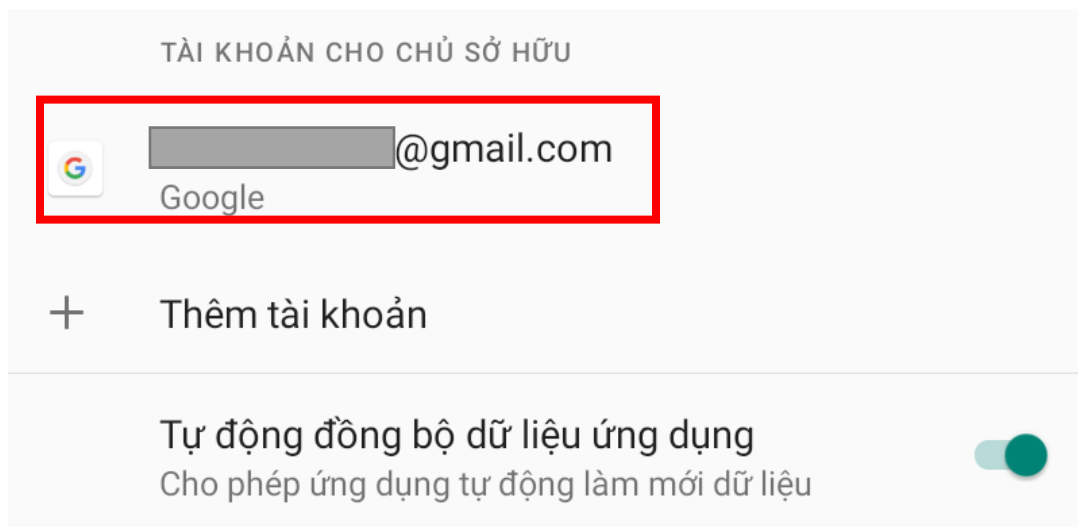 TÀI KHOẢN CHO CHỦ SỞ HỮU
@gmail.com
Google
Thêm tài khoản
Tự động đồng bộ dữ liệu ứng dụng
Cho phép ứng dụng tự động làm mới dữ liệu